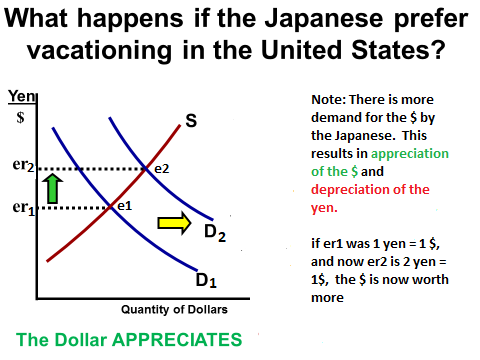 What happens if the Japanese prefer
vacationing in the United States?
Yen
$
S
er2
e2
er1
e1
D2
D1
Quantity of Dollars
The Dollar APPRECIATES
Note: There is more
demand for the $ by
the Japanese. This
results in appreciation
of the $ and
depreciation of the
yen.
if er1 was 1 yen = 1 $,
and now er2 is 2 yen =
1$, the $ is now worth
more